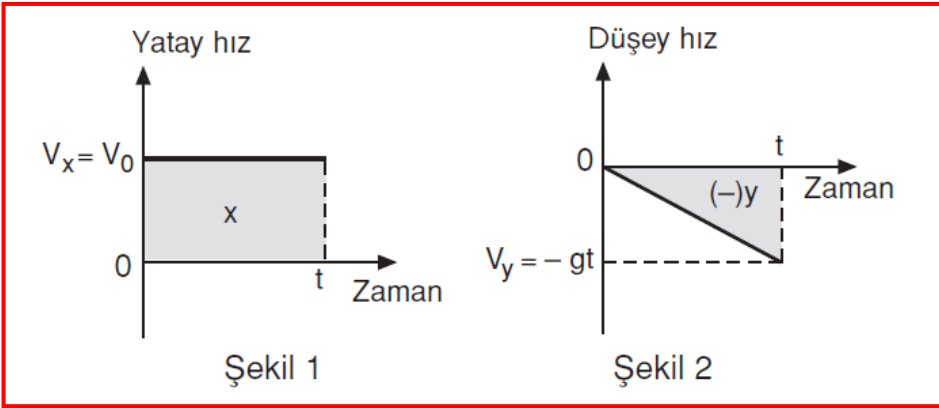 Yatay hız
Vx = V0
x
0
t
Zaman
Şekil 1
Düşey hız
0
t
(–)y
Zaman
Vy = – gt
Şekil 2